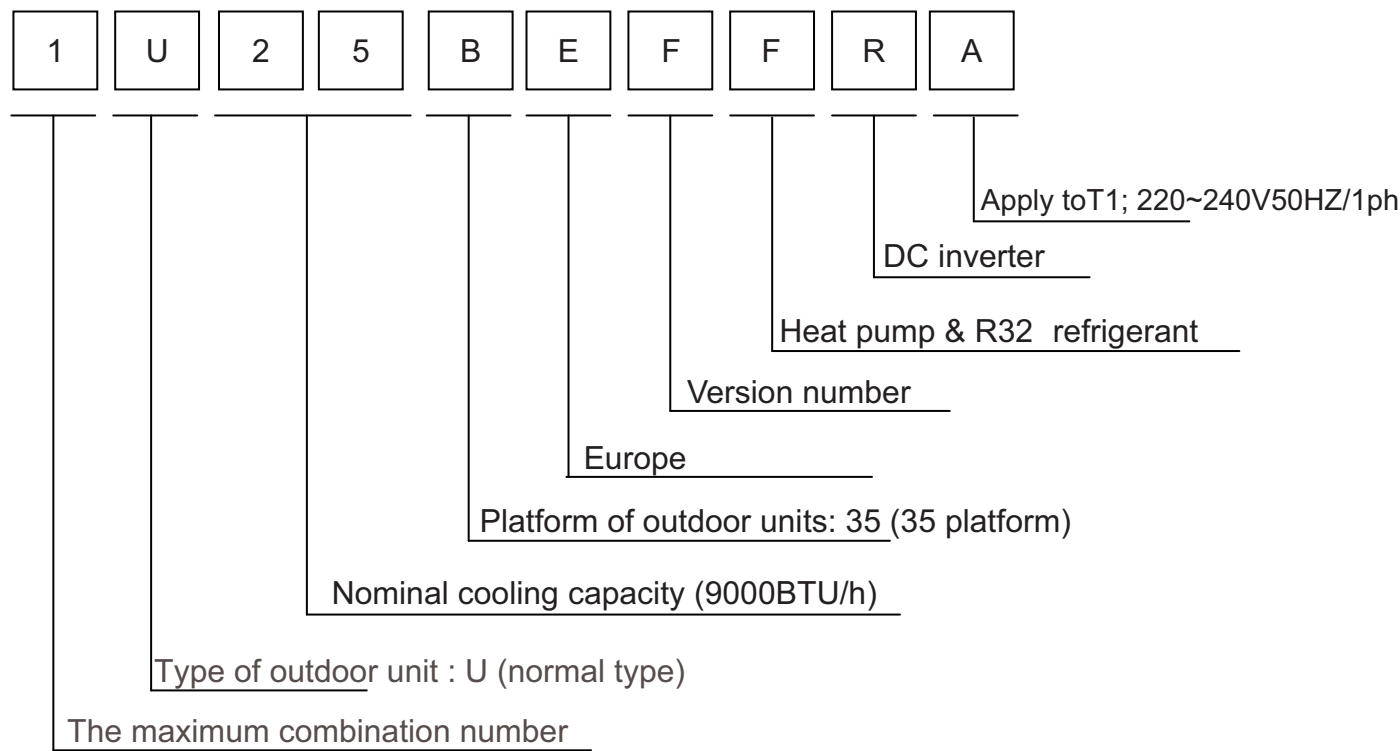 1 U 2 5 B E F F R A
Apply toT1; 220~240V50HZ/1ph
DC inverter
Heat pump & R32 refrigerant
Version number
Europe
Platform of outdoor units: 35 (35 platform)
Nominal cooling capacity (9000BTU/h)
Type of outdoor unit : U (normal type)
The maximum combination number